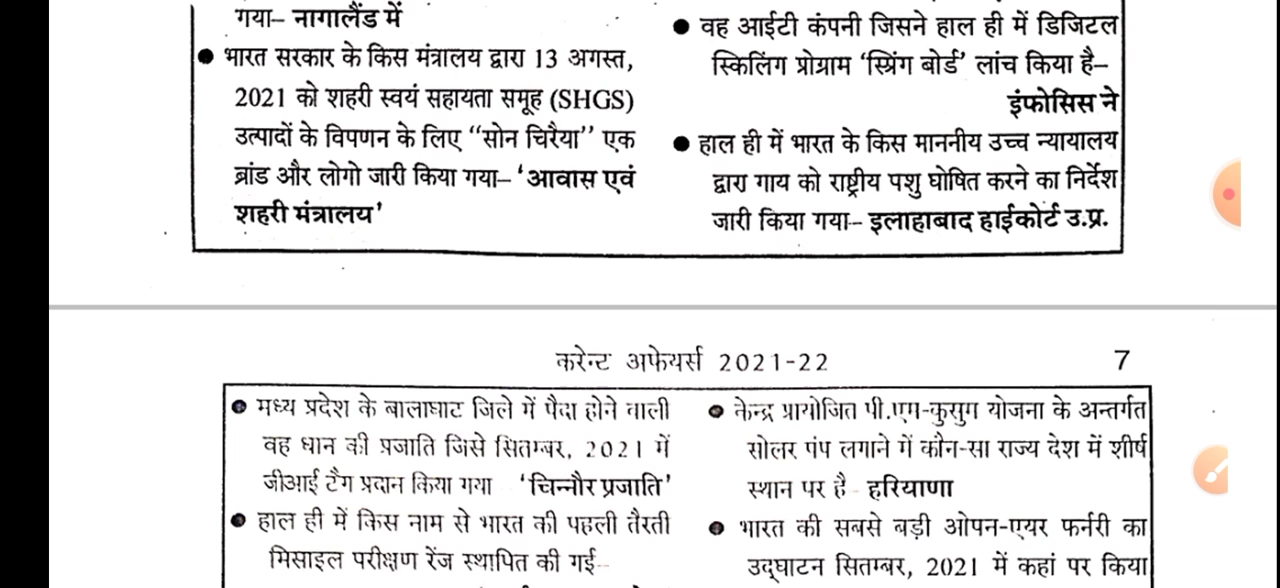 गया– नागालैंड में
● भारत सरकार के किस मंत्रालय द्वारा 13 अगस्त,
2021 को शहरी स्वयं सहायता समूह (SHGS)
उत्पादों के विपणन के लिए “सोन चिरैया” एक
ब्रांड और लोगो जारी किया गया– ‘आवास एवं
शहरी मंत्रालय’
● वह आईटी कंपनी जिसने हाल ही में डिजिटल
स्किलिंग प्रोग्राम ‘स्प्रिंग बोर्ड’ लांच किया है–
इंफोसिस ने
● हाल ही में भारत के किस माननीय उच्च न्यायालय
द्वारा गाय को राष्ट्रीय पशु घोषित करने का निर्देश
जारी किया गया– इलाहाबाद हाईकोर्ट उ.प्र.
करेन्ट अफेयर्स 2021-22
7
● मध्य प्रदेश के बालाघाट जिले में पैदा होने वाली
वह धान की प्रजाति जिसे सितम्बर, 2021 में
जीआई टैग प्रदान किया गया ‘चिन्नौर प्रजाति’
● हाल ही में किस नाम से भारत की पहली तैरती
मिसाइल परीक्षण रेंज स्थापित की गई–
● केन्द्र प्रायोजित पी.एम-कुसुग योजना के अन्तर्गत
सोलर पंप लगाने में कौन-सा राज्य देश में शीर्ष
स्थान पर है– हरियाणा
● भारत की सबसे बड़ी ओपन-एयर फर्नरी का
उद्घाटन सितम्बर, 2021 में कहां पर किया